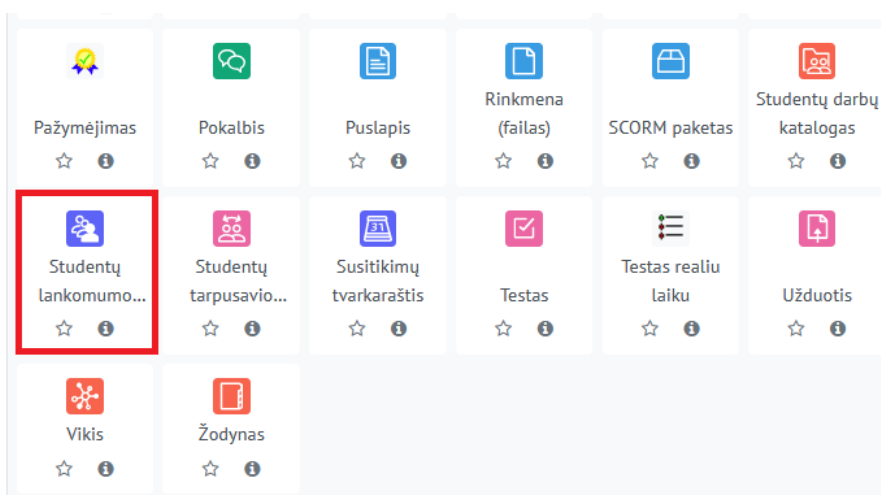 Pažymėjimas
Pokalbis
Puslapis
Rinkmena
(failas)
SCORM paketas
Studentų darbų
katalogas
Studentų
lankomumo...
Studentų
tarpusavio...
Susitikimų
tvarkaraštis
Testas
Testas realiu
laiku
Užduotis
Vikis
Žodynas